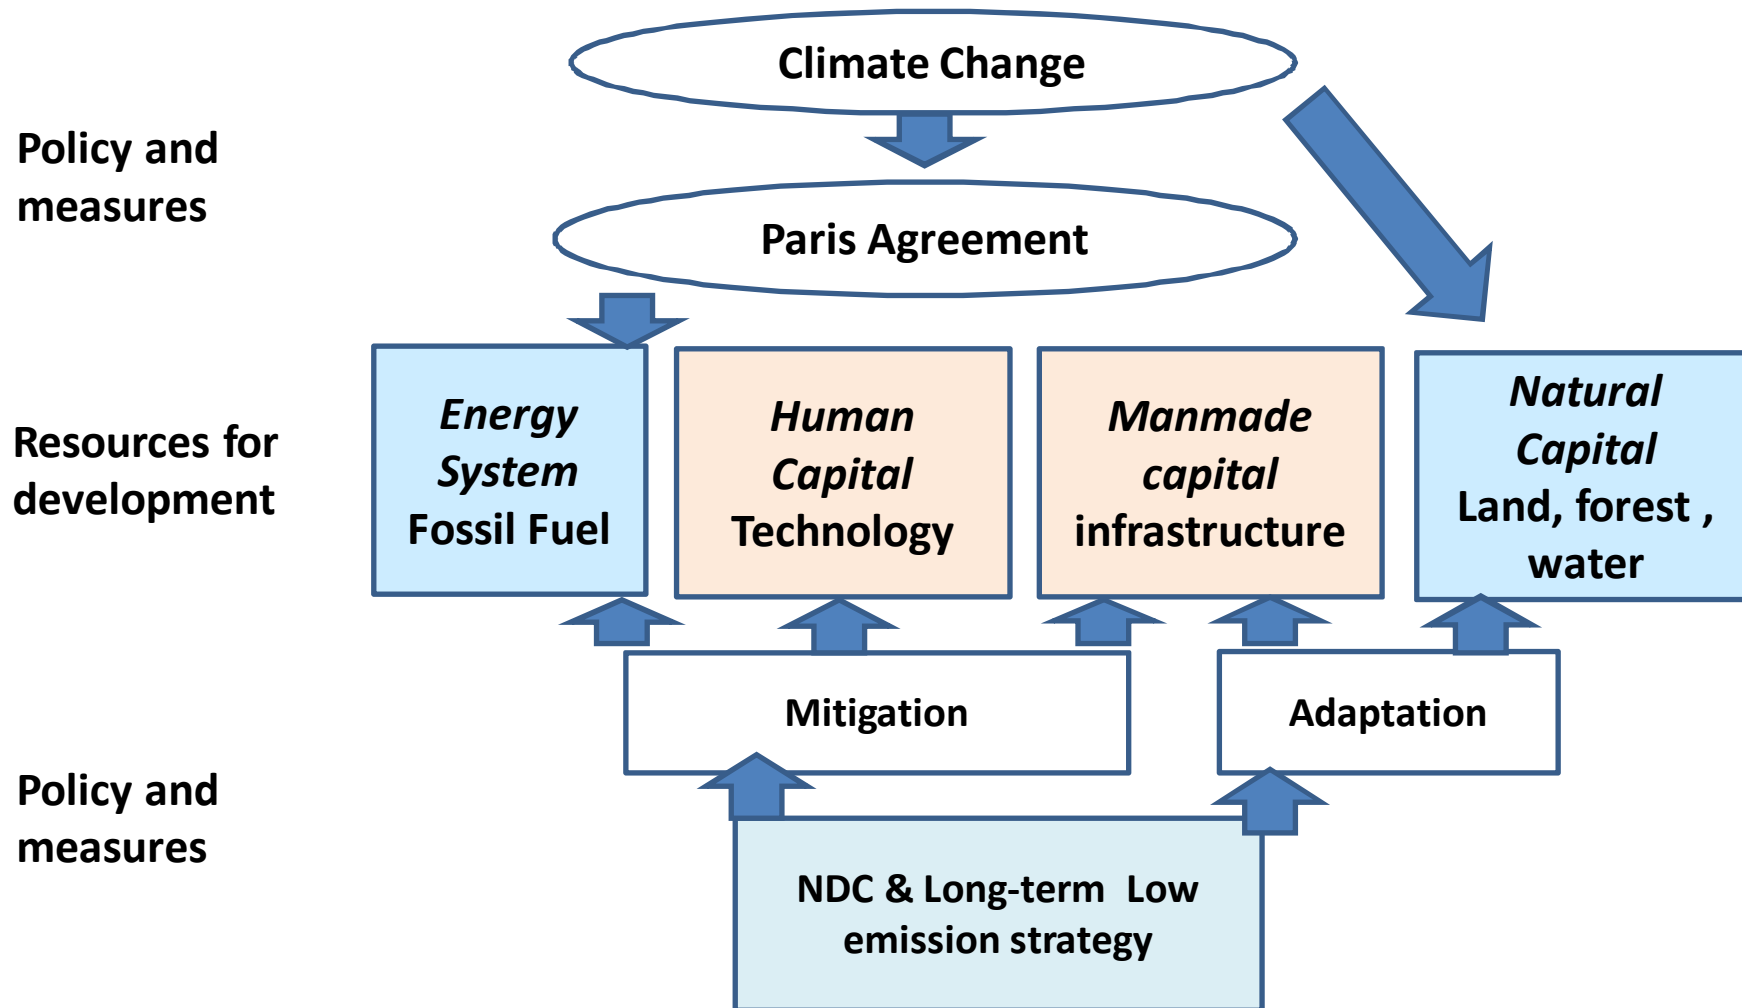 Climate Change
Policy and
measures
Paris Agreement
Resources for
development
Energy
System
Fossil Fuel
Human
Capital
Technology
Manmade
capital
infrastructure
Natural
Capital
Land, forest ,
water
Mitigation
Adaptation
Policy and
measures
NDC & Long-term  Low
emission strategy